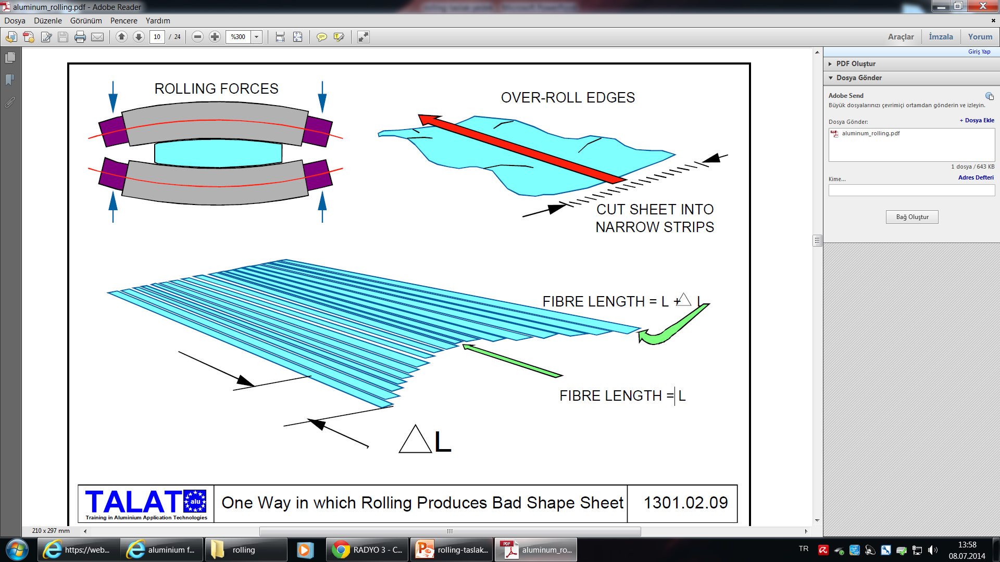 aluminum_rolling.pdf - Adobe Reader
Dosya Düzenle Görünüm Pencere Yardım
10 / 24 %300
Araçlar İmzala Yorum
Giriş Yap
PDF Oluştur
Dosya Gönder
Adobe Send
Büyük dosyalarınızı çevrimiçi ortamdan gönderin ve izleyin.
Dosya Gönder: + Dosya Ekle
aluminum_rolling.pdf
1 dosya / 643 KB
Kime... Adres Defteri
Bağ Oluştur
ROLLING FORCES
OVER-ROLL EDGES
CUT SHEET INTO
NARROW STRIPS
FIBRE LENGTH = L +△ L
FIBRE LENGTH = L
△L
TALAT alu
Training in Aluminium Application Technologies
One Way in which Rolling Produces Bad Shape Sheet
1301.02.09
210 x 297 mm
https://web... aluminium f... rolling RADYO 3 - C... rolling-taslak... aluminum_ro...
TR
13:58
08.07.2014